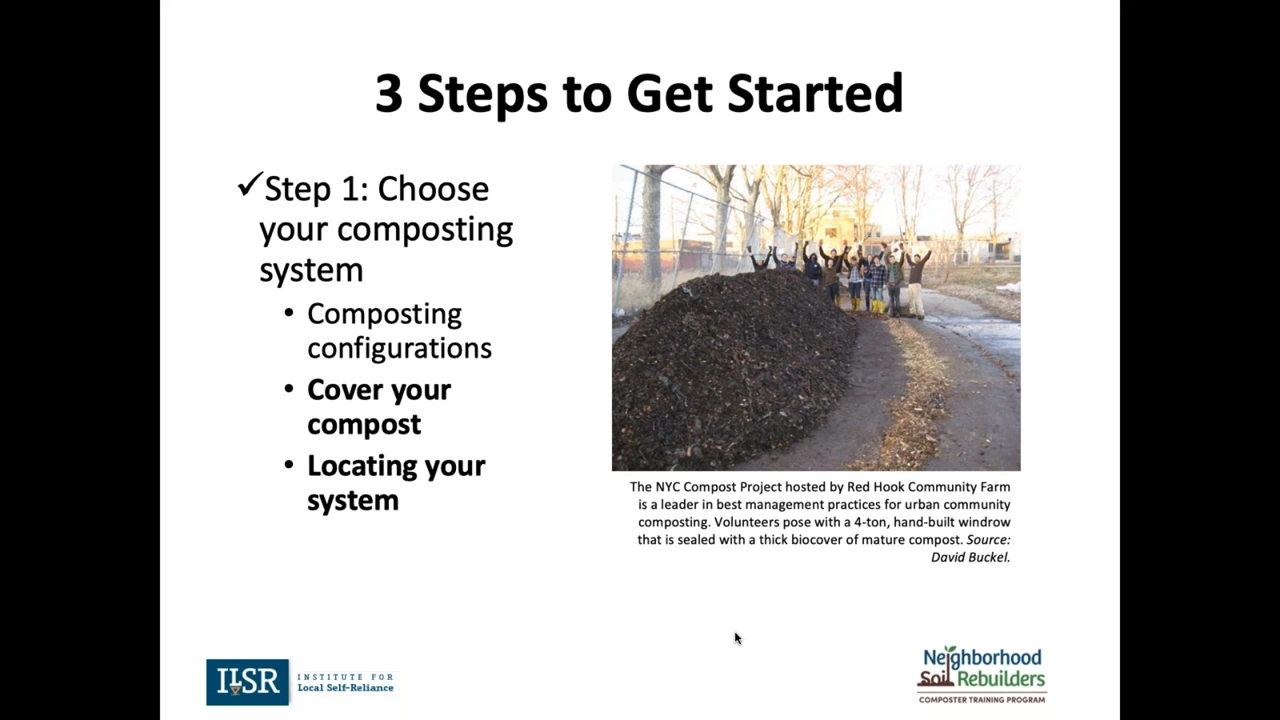 3 Steps to Get Started
✓Step 1: Choose
your composting
system
• Composting
configurations
• Cover your
compost
• Locating your
system
The NYC Compost Project hosted by Red Hook Community Farm
is a leader in best management practices for urban community
composting. Volunteers pose with a 4-ton, hand-built windrow
that is sealed with a thick biocover of mature compost. Source:
David Buckel.
ILSR
INSTITUTE FOR
Local Self-Reliance
Neighborhood
Soil Rebuilders
COMPOSTER TRAINING PROGRAM